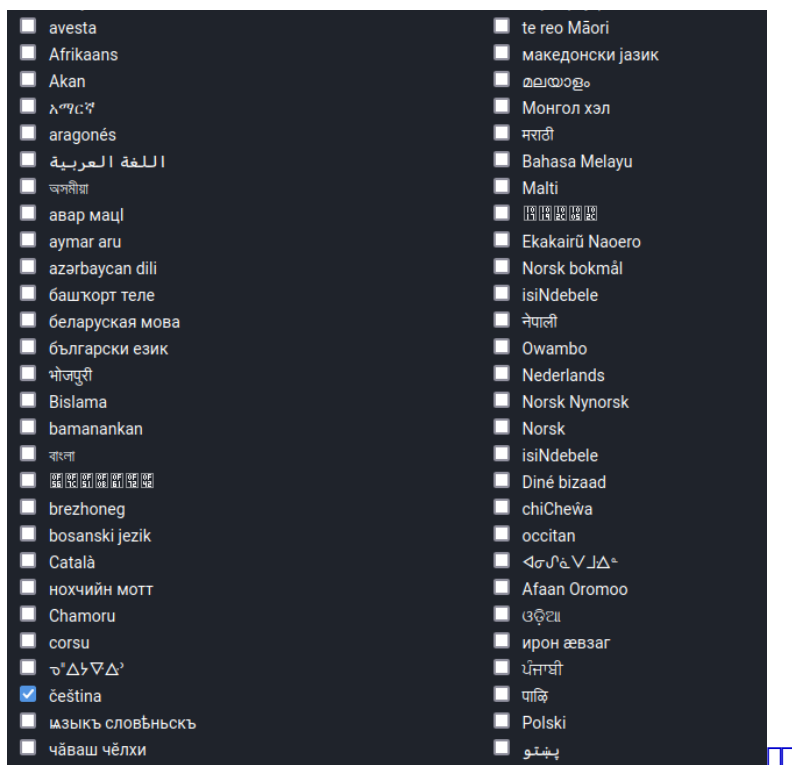 avesta
Afrikaans
Akan
አማርኛ
aragonés
اللغة العربية
অসমীয়া
авар мацӀ
aymar aru
azərbaycan dili
башҡорт теле
беларуская мова
български език
भोजपुरी
Bislama
bamanankan
বাংলা
brezhoneg
bosanski jezik
Català
нохчийн мотт
Chamoru
corsu
ᓀᐦᐃᔭᐍᐏᐣ
čeština
ѩзыкъ словѣньскъ
чӑваш чӗлхи
te reo Māori
македонски јазик
മലയാളം
Монгол хэл
मराठी
Bahasa Melayu
Malti
Ekakairũ Naoero
Norsk bokmål
isiNdebele
नेपाली
Owambo
Nederlands
Norsk Nynorsk
Norsk
isiNdebele
Diné bizaad
chiCheŵa
occitan
ᐊᓂᔑᓈᐯᒧᐎᓐ
Afaan Oromoo
ଓଡ଼ିଆ
ирон æвзаг
ਪੰਜਾਬੀ
पाऴि
Polski
پښتو